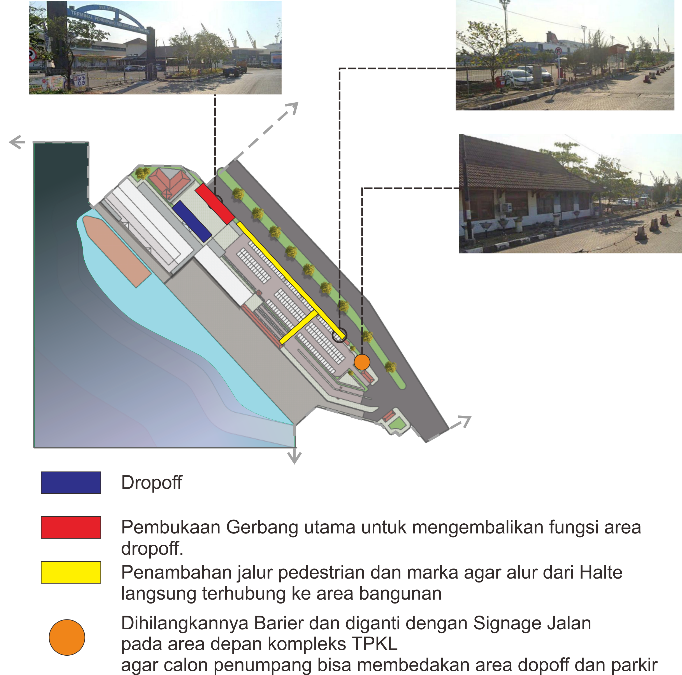 Dropoff
Pembukaan Gerbang utama untuk mengembalikan fungsi area
dropoff.
Penambahan jalur pedestrian dan marka agar alur dari Halte
langsung terhubung ke area bangunan
Dihilangkannya Barier dan diganti dengan Signage Jalan
pada area depan kompleks TPKL
agar calon penumpang bisa membedakan area dopoff dan parkir